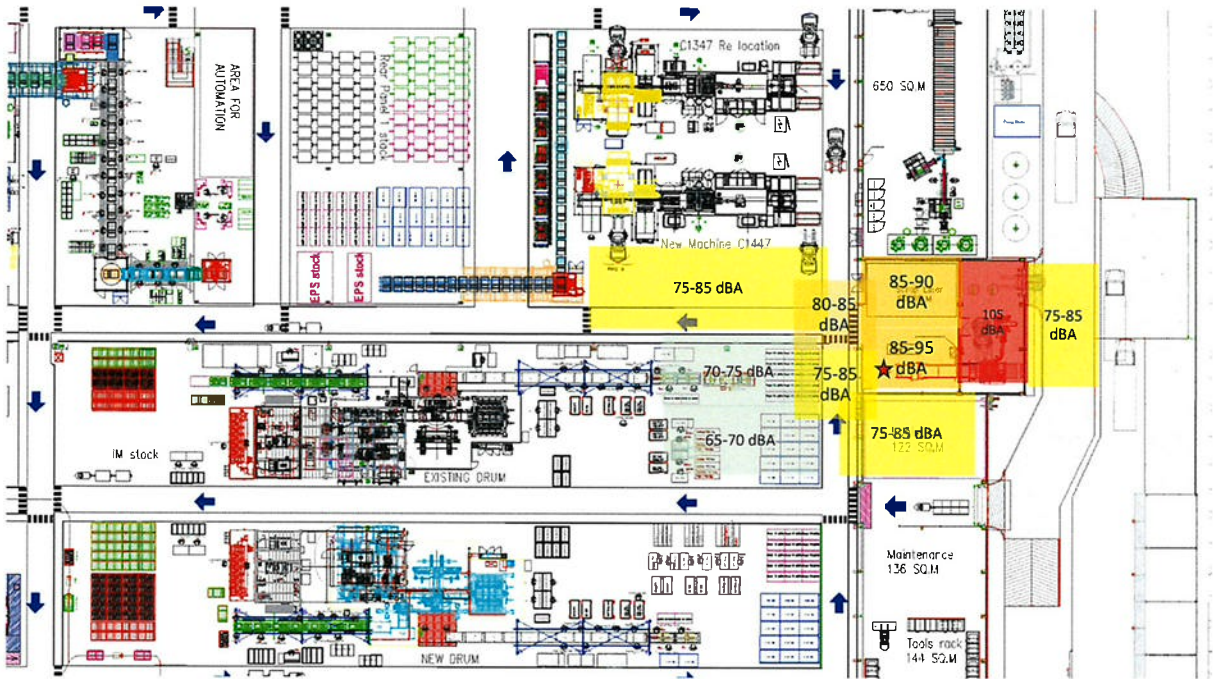 C1347 Re location
AREA FOR
AUTOMATION
Rear Panel 1 stock
650 SQ.M
New Machine C1447
EPS stock
EPS stock
75-85 dBA
80-85
dBA
85-90
dBA
105
dBA
75-85
dBA
85-95
dBA
70-75 dBA
75-85
dBA
65-70 dBA
75-85 dBA
122 SQ.M
IM stock
EXISTING DRUM
Maintenance
136 SQ.M
Tools rack
144 SQ.M
NEW DRUM